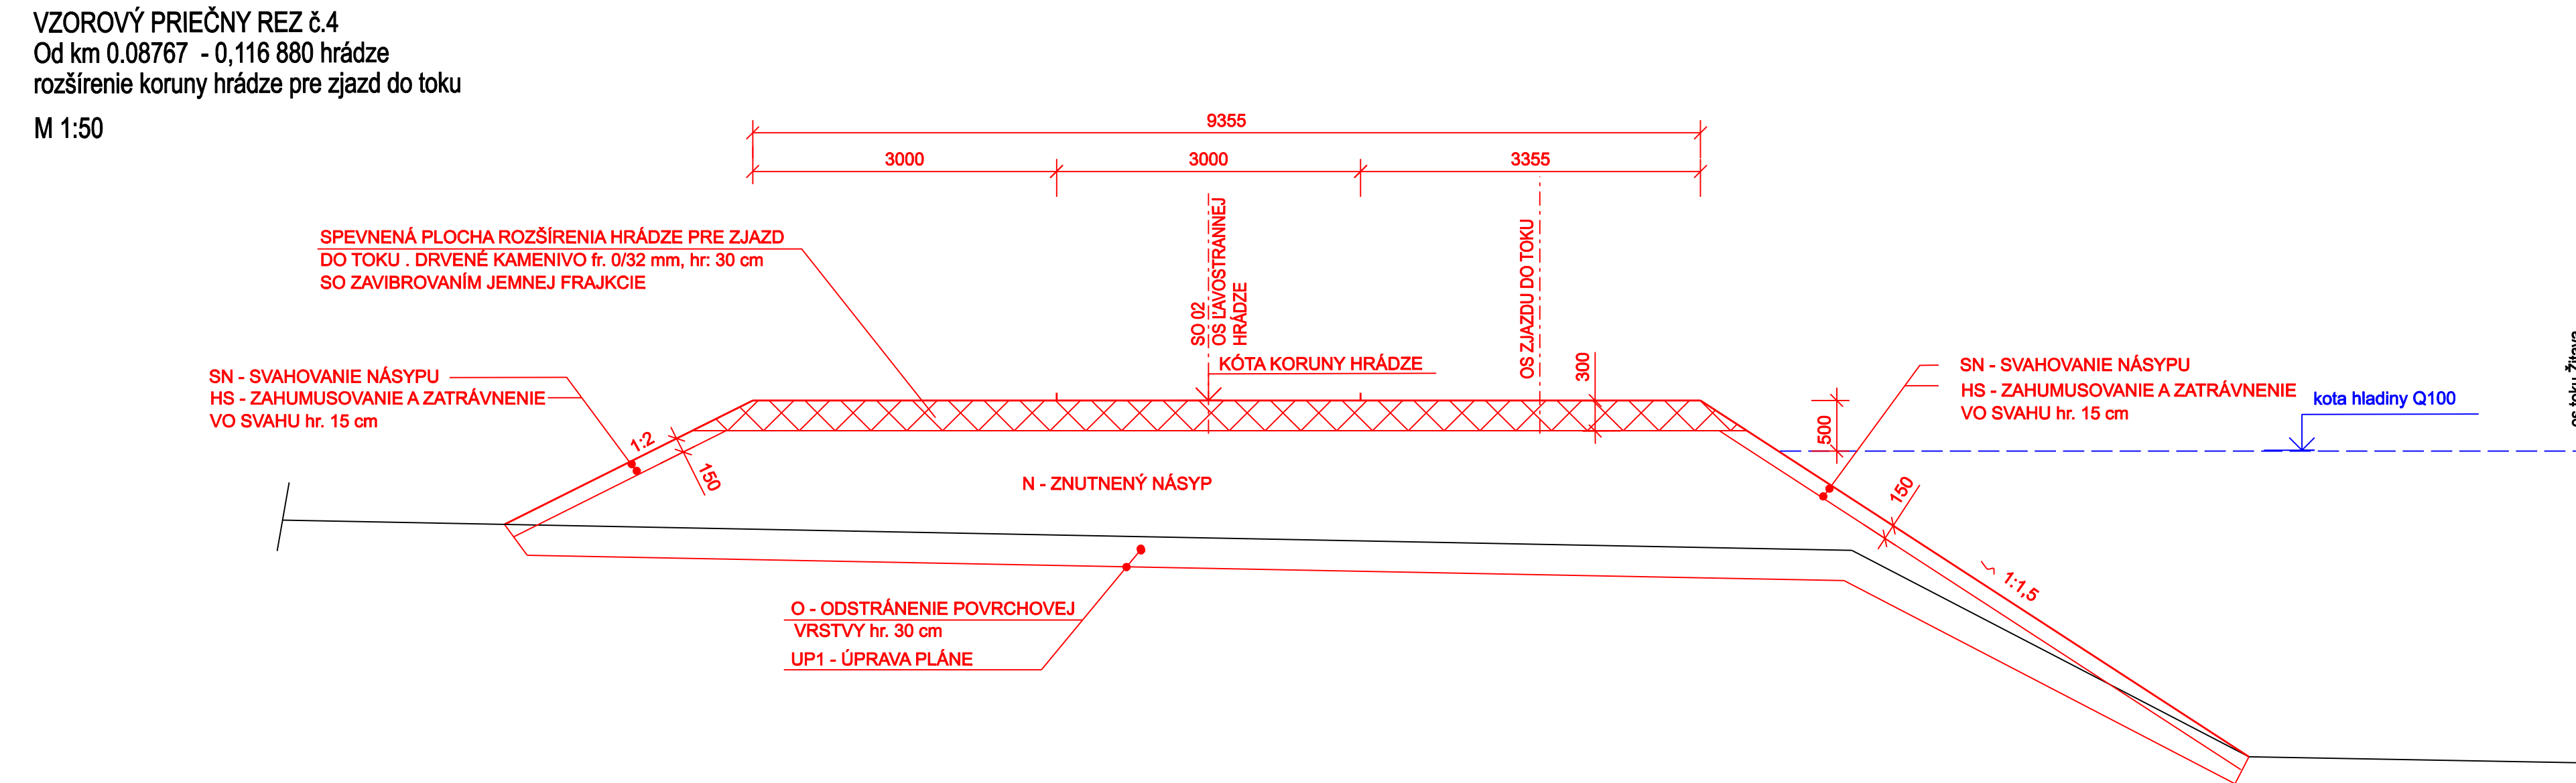 VZOROVÝ PRIEČNY REZ č.4
Od km 0.08767 - 0,116 880 hrádze
rozšírenie koruny hrádze pre zjazd do toku
M 1:50
9355
3000
3000
3355
SPEVNENÁ PLOCHA ROZŠÍRENIA HRÁDZE PRE ZJAZD
DO TOKU . DRVENÉ KAMENIVO fr. 0/32 mm, hr: 30 cm
SO ZAVIBROVANÍM JEMNEJ FRAJKCIE
SO 02
OS ĽAVOSTRANNEJ
HRÁDZE
OS ZJAZDU DO TOKU
KÓTA KORUNY HRÁDZE
300
SN - SVAHOVANIE NÁSYPU
HS - ZAHUMUSOVANIE A ZATRÁVNENIE
VO SVAHU hr. 15 cm
1:2
150
N - ZNUTNENÝ NÁSYP
500
SN - SVAHOVANIE NÁSYPU
HS - ZAHUMUSOVANIE A ZATRÁVNENIE
VO SVAHU hr. 15 cm
kota hladiny Q100
os toku Žitava
150
1:1,5
O - ODSTRÁNENIE POVRCHOVEJ
VRSTVY hr. 30 cm
UP1 - ÚPRAVA PLÁNE